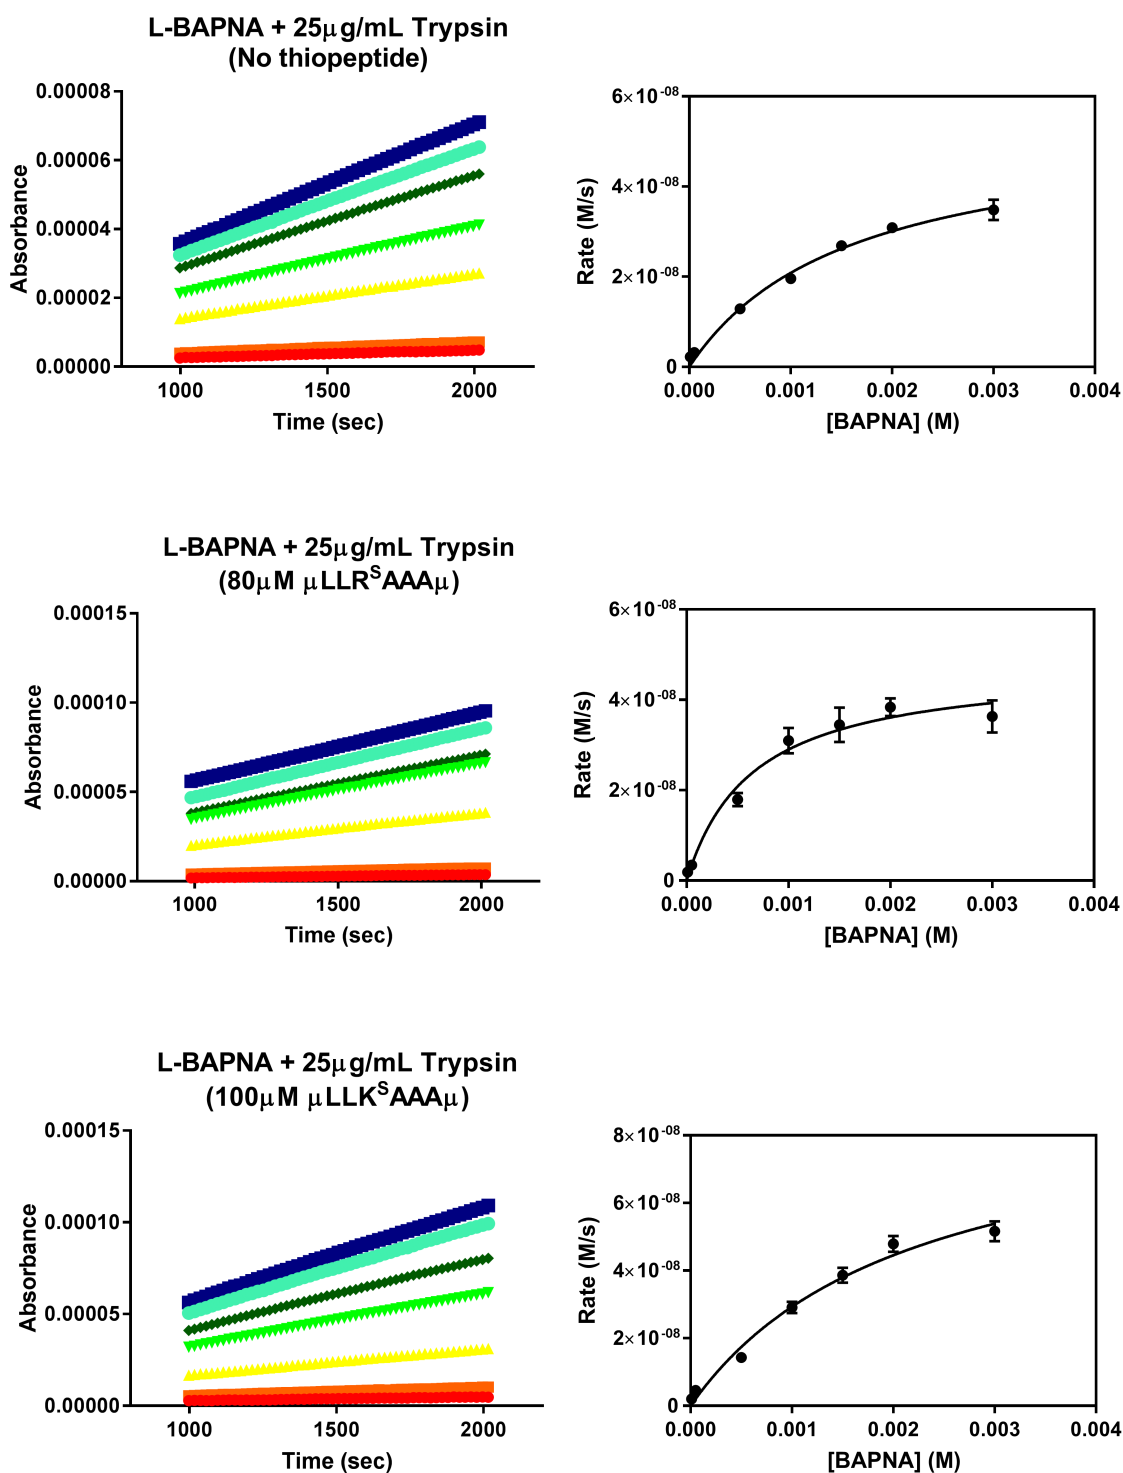 L-BAPNA + 25μg/mL Trypsin
(No thiopeptide)
0.00008
0.00006
0.00004
0.00002
0.00000
Absorbance
1000 1500 2000
Time (sec)
6×10⁻⁰⁸
4×10⁻⁰⁸
2×10⁻⁰⁸
0
Rate (M/s)
0.000 0.001 0.002 0.003 0.004
[BAPNA] (M)
L-BAPNA + 25μg/mL Trypsin
(80μM μLLRˢAAAμ)
0.00015
0.00010
0.00005
0.00000
Absorbance
1000 1500 2000
Time (sec)
6×10⁻⁰⁸
4×10⁻⁰⁸
2×10⁻⁰⁸
0
Rate (M/s)
0.000 0.001 0.002 0.003 0.004
[BAPNA] (M)
L-BAPNA + 25μg/mL Trypsin
(100μM μLLKˢAAAμ)
0.00015
0.00010
0.00005
0.00000
Absorbance
1000 1500 2000
Time (sec)
8×10⁻⁰⁸
6×10⁻⁰⁸
4×10⁻⁰⁸
2×10⁻⁰⁸
0
Rate (M/s)
0.000 0.001 0.002 0.003 0.004
[BAPNA] (M)